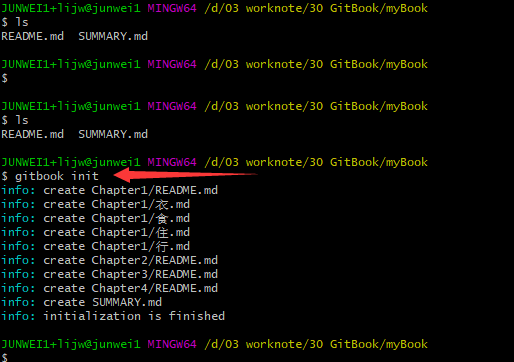 JUNWEI1+lijw@junwei1 MINGW64 /d/03 worknote/30 GitBook/myBook
$ ls
README.md  SUMMARY.md
JUNWEI1+lijw@junwei1 MINGW64 /d/03 worknote/30 GitBook/myBook
$
JUNWEI1+lijw@junwei1 MINGW64 /d/03 worknote/30 GitBook/myBook
$ ls
README.md  SUMMARY.md
JUNWEI1+lijw@junwei1 MINGW64 /d/03 worknote/30 GitBook/myBook
$ gitbook init
info: create Chapter1/README.md
info: create Chapter1/衣.md
info: create Chapter1/食.md
info: create Chapter1/住.md
info: create Chapter1/行.md
info: create Chapter2/README.md
info: create Chapter3/README.md
info: create Chapter4/README.md
info: create SUMMARY.md
info: initialization is finished
JUNWEI1+lijw@junwei1 MINGW64 /d/03 worknote/30 GitBook/myBook
$